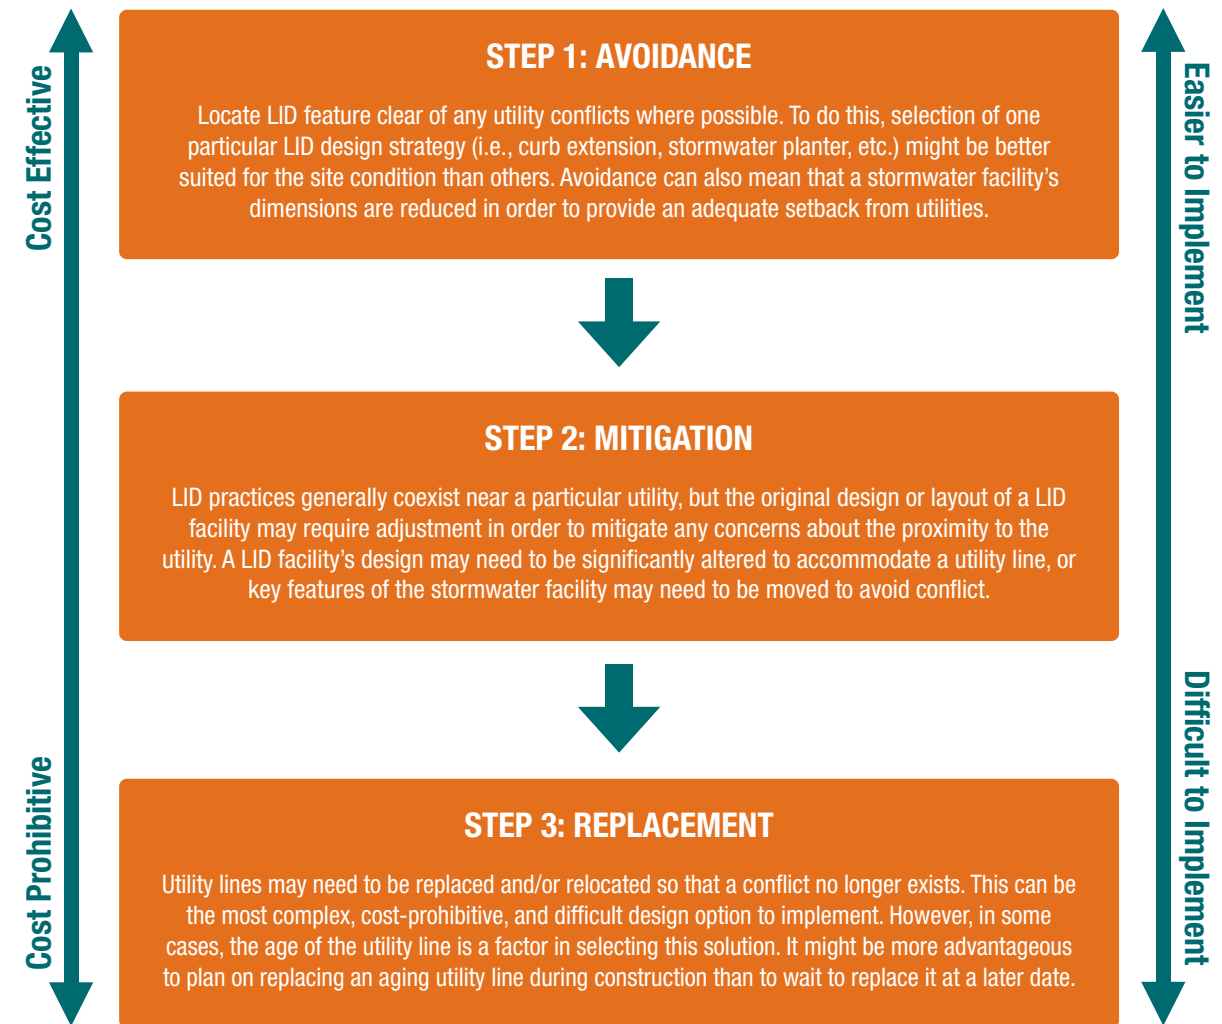 Cost Effective
Cost Prohibitive
STEP 1: AVOIDANCE
Locate LID feature clear of any utility conflicts where possible. To do this, selection of one
particular LID design strategy (i.e., curb extension, stormwater planter, etc.) might be better
suited for the site condition than others. Avoidance can also mean that a stormwater facility's
dimensions are reduced in order to provide an adequate setback from utilities.
STEP 2: MITIGATION
LID practices generally coexist near a particular utility, but the original design or layout of a LID
facility may require adjustment in order to mitigate any concerns about the proximity to the
utility. A LID facility's design may need to be significantly altered to accommodate a utility line, or
key features of the stormwater facility may need to be moved to avoid conflict.
STEP 3: REPLACEMENT
Utility lines may need to be replaced and/or relocated so that a conflict no longer exists. This can be
the most complex, cost-prohibitive, and difficult design option to implement. However, in some
cases, the age of the utility line is a factor in selecting this solution. It might be more advantageous
to plan on replacing an aging utility line during construction than to wait to replace it at a later date.
Easier to Implement
Difficult to Implement